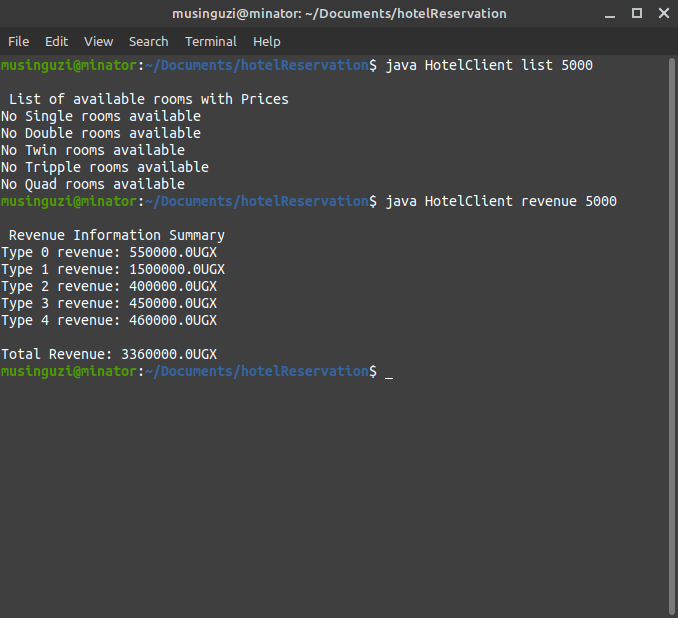 musinguzi@minator: ~/Documents/hotelReservation
File Edit View Search Terminal Help
musinguzi@minator:~/Documents/hotelReservation$ java HotelClient list 5000
List of available rooms with Prices
No Single rooms available
No Double rooms available
No Twin rooms available
No Tripple rooms available
No Quad rooms available
musinguzi@minator:~/Documents/hotelReservation$ java HotelClient revenue 5000
Revenue Information Summary
Type 0 revenue: 550000.0UGX
Type 1 revenue: 1500000.0UGX
Type 2 revenue: 400000.0UGX
Type 3 revenue: 450000.0UGX
Type 4 revenue: 460000.0UGX
Total Revenue: 3360000.0UGX
musinguzi@minator:~/Documents/hotelReservation$ _